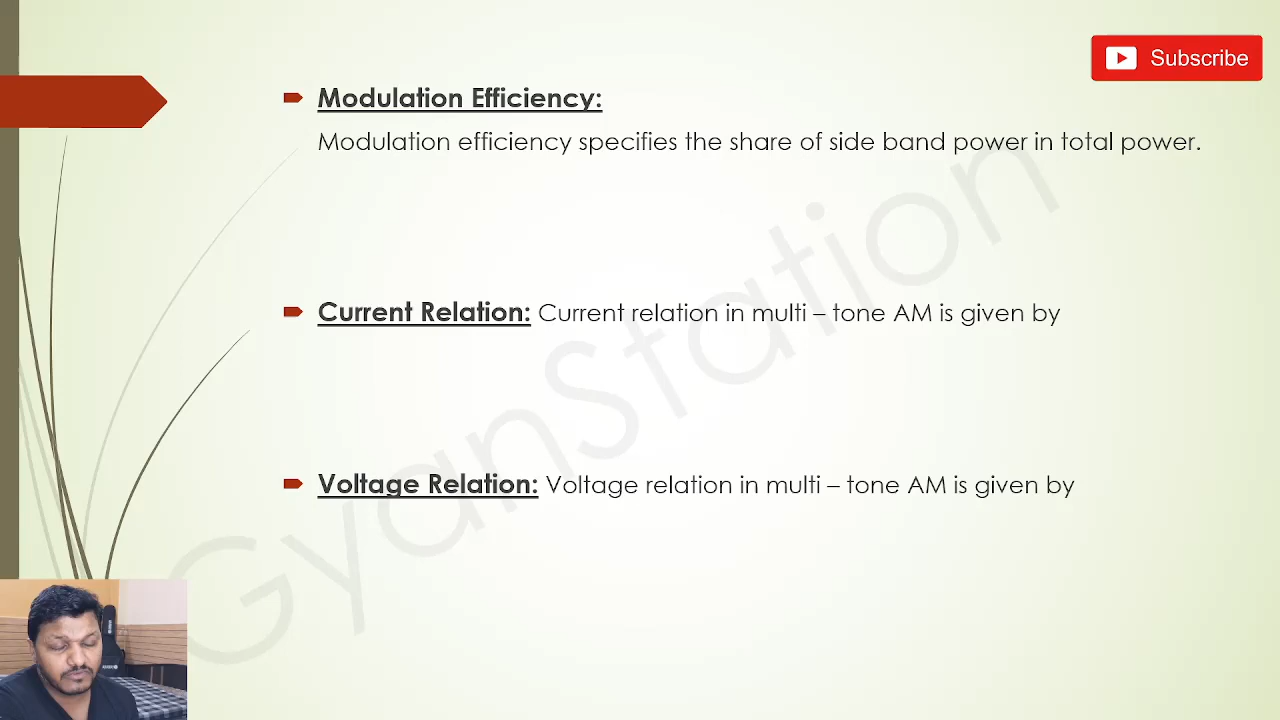 Subscribe
Modulation Efficiency:
Modulation efficiency specifies the share of side band power in total power.
Current Relation: Current relation in multi – tone AM is given by
Voltage Relation: Voltage relation in multi – tone AM is given by
GyanStation